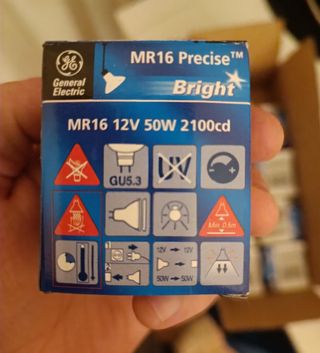 MR16 Precise™
General
Electric
Bright
MR16 12V 50W 2100cd
GU5.3
Min 0.5m
12V → 12V
50W → 50W